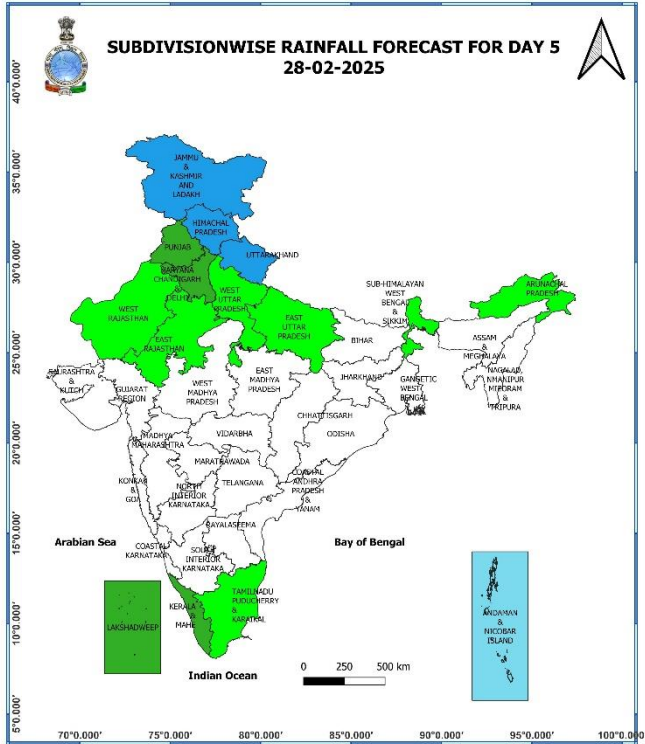 SUBDIVISIONWISE RAINFALL FORECAST FOR DAY 5
28-02-2025
40°0.000'
35°0.000'
30°0.000'
25°0.000'
20°0.000'
15°0.000'
10°0.000'
5°0.000'
JAMMU
&
KASHMIR
AND
LADAKH
HIMACHAL
PRADESH
PUNJAB
UTTARAKHAND
HARYANA
CHANDIGARH
&
DELHI
WEST
UTTAR
PRADESH
WEST
RAJASTHAN
EAST
RAJASTHAN
EAST
UTTAR
PRADESH
SUB-HIMALAYAN
WEST
BENGAL
&
SIKKIM
ARUNACHAL
PRADESH
BIHAR
ASSAM
&
MEGHALAYA
SAURASHTRA
&
KUTCH
GUJARAT
REGION
WEST
MADHYA
PRADESH
EAST
MADHYA
PRADESH
JHARKHAND
GANGETIC
WEST
BENGAL
&
TRIPURA
CHHATTISGARH
ODISHA
MADHYA
MAHARASHTRA
VIDARBHA
MARATHWADA
TELANGANA
KONKAN
&
GOA
NORTH
INTERIOR
KARNATAKA
COASTAL
ANDHRA
PRADESH
&
YANAM
RAYALASEEMA
Arabian Sea
COASTAL
KARNATAKA
SOUTH
INTERIOR
KARNATAKA
Bay of Bengal
TAMILNADU
PUDUCHERRY
&
KARAIKAL
KERALA
MAHE
LAKSHADWEEP
ANDAMAN
&
NICOBAR
ISLAND
Indian Ocean
0 250 500 km
70°0.000' 75°0.000' 80°0.000' 85°0.000' 90°0.000' 95°0.000' 100°0.000'